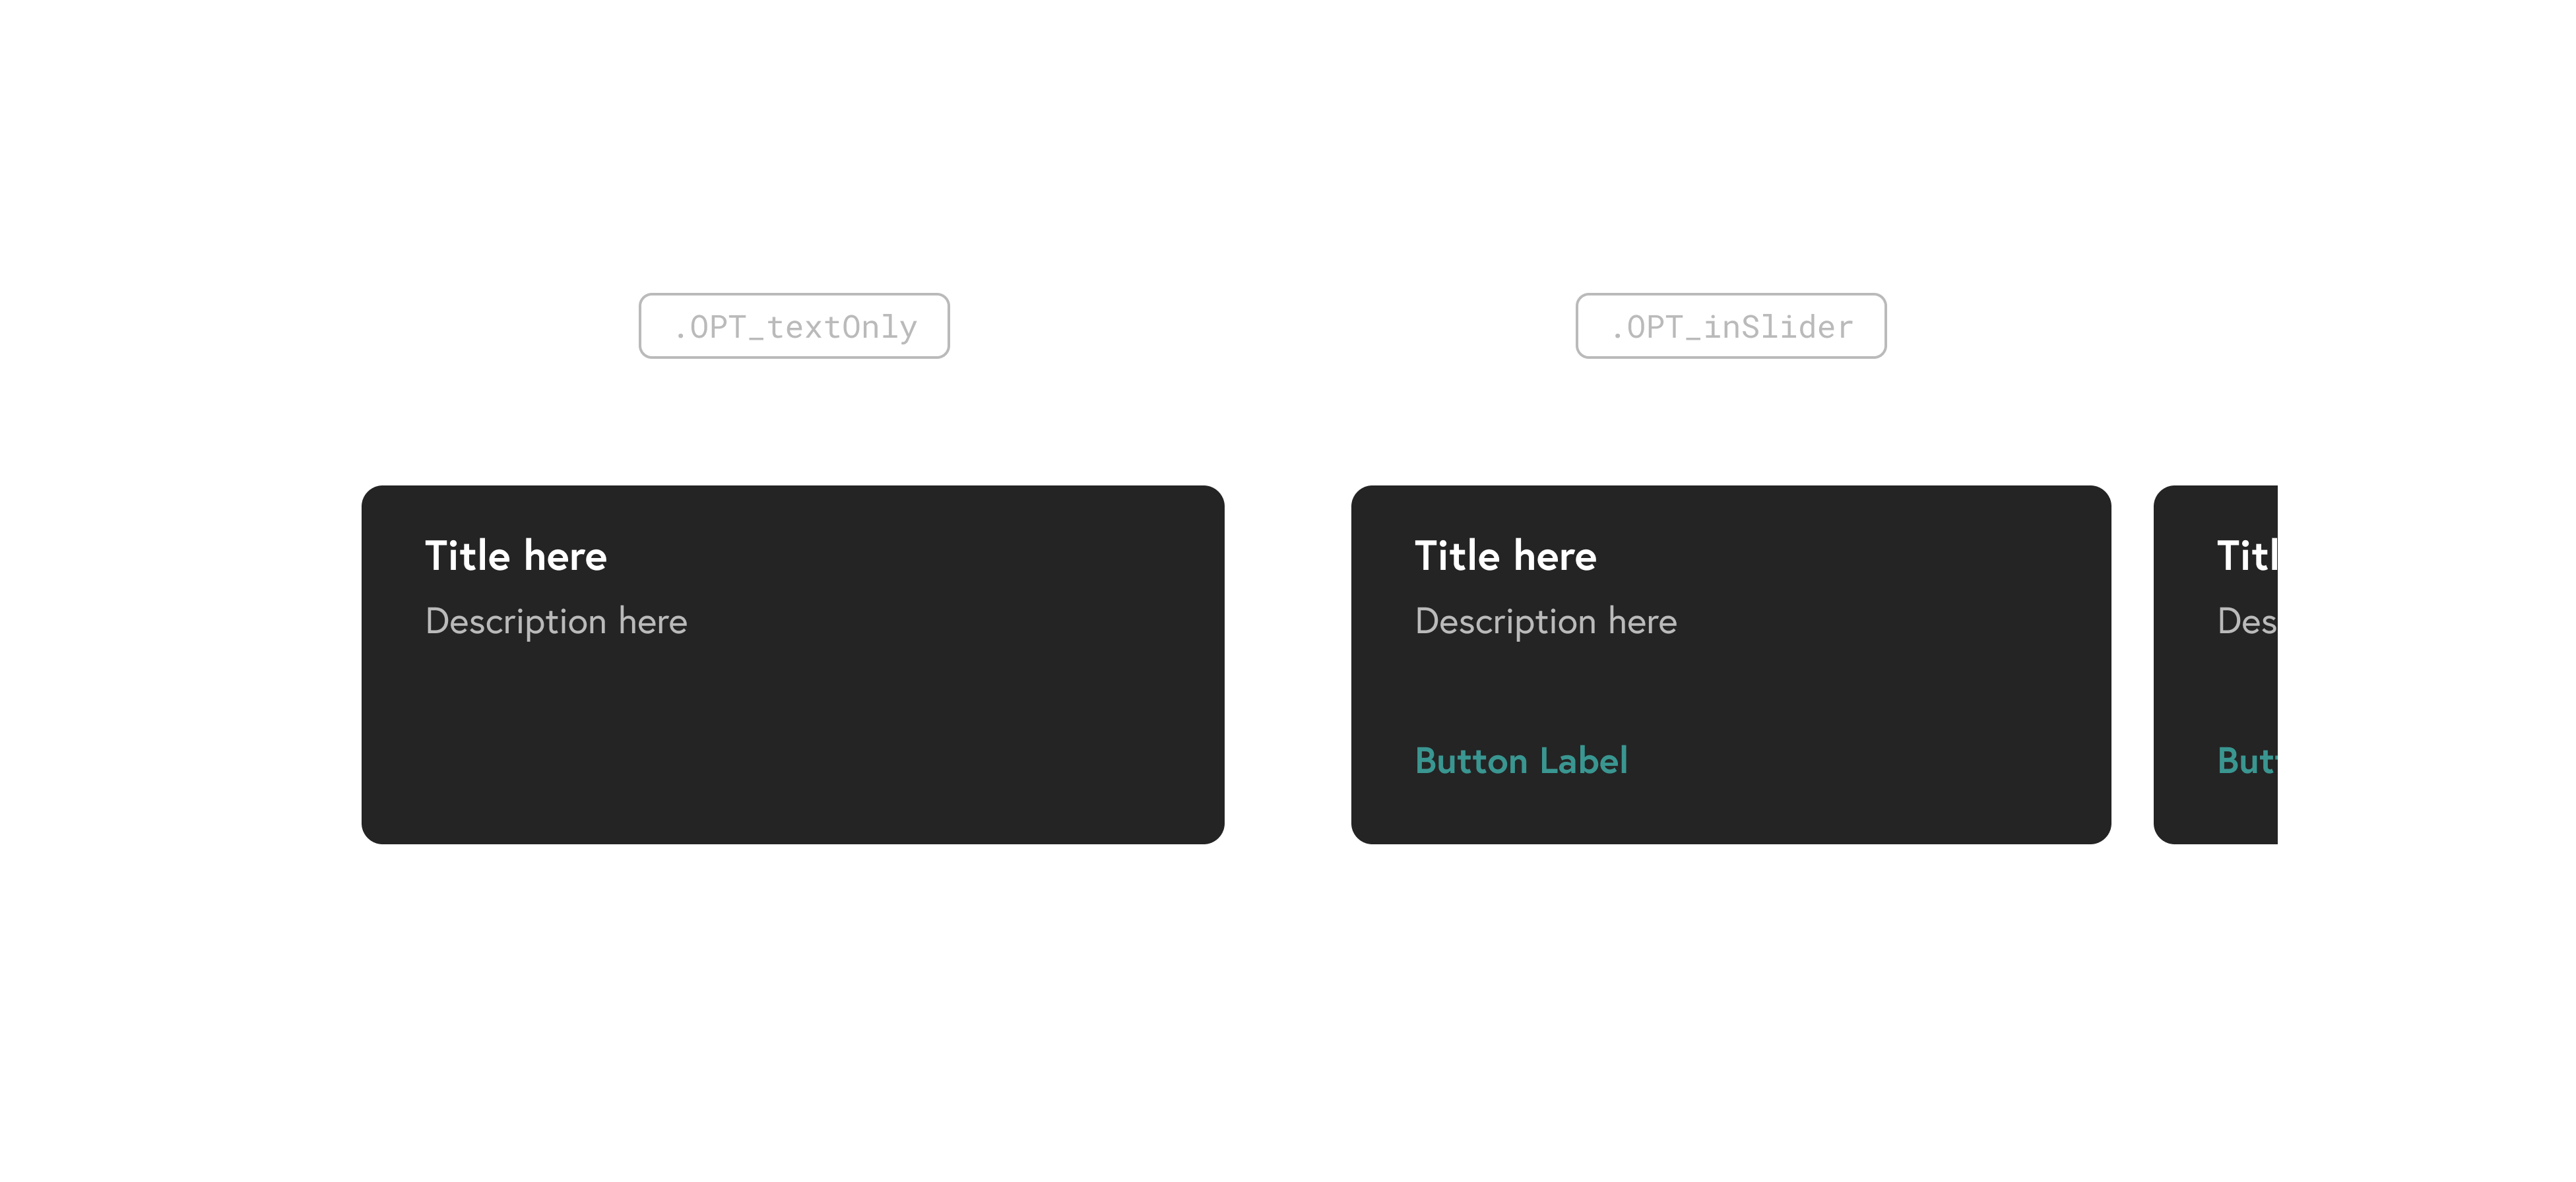 .OPT_textOnly
.OPT_inSlider
Title here
Description here
Title here
Description here
Button Label
Titl
Des
But